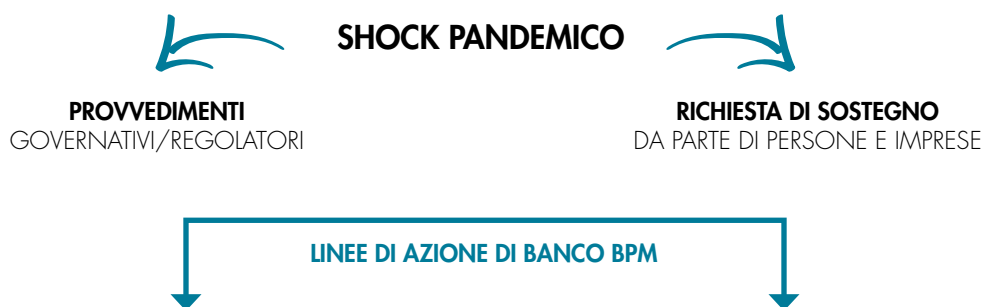 SHOCK PANDEMICO
PROVVEDIMENTI
GOVERNATIVI/REGOLATORI
RICHIESTA DI SOSTEGNO
DA PARTE DI PERSONE E IMPRESE
LINEE DI AZIONE DI BANCO BPM